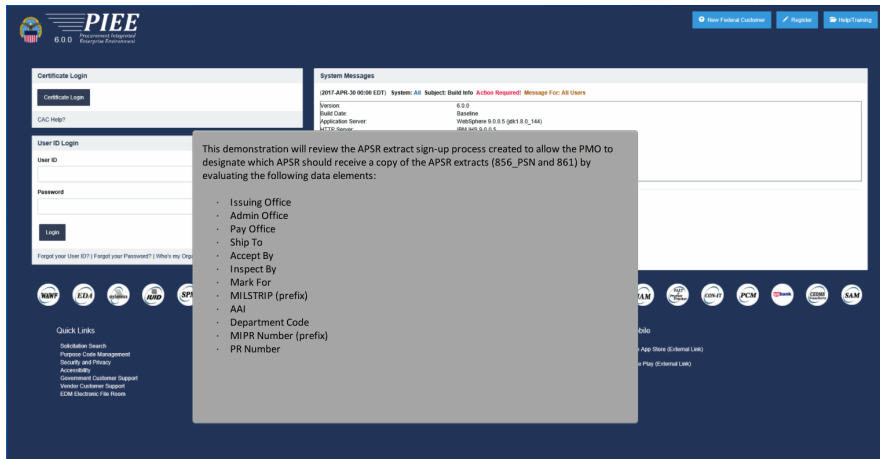 PIEE
6.0.0 Procurement Integrated Enterprise Environment
New Federal Customer
Register
Help/Training
Certificate Login
Certificate Login
CAC Help?
System Messages
(2017-APR-30 00:00 EDT) System: All Subject: Build Info Action Required! Message For: All Users
Version: 6.0.0
Build Date: Baseline
Application Server: WebSphere 9.0.0.5 (jdk1.8.0_144)
HTTP Server: IBM IHS 9.0.0.5
User ID Login
User ID
Password
Login
Forgot your User ID? | Forgot your Password? | Who's my Orga
This demonstration will review the APSR extract sign-up process created to allow the PMO to
designate which APSR should receive a copy of the APSR extracts (856_PSN and 861) by
evaluating the following data elements:
· Issuing Office
· Admin Office
· Pay Office
· Ship To
· Accept By
· Inspect By
· Mark For
· MILSTRIP (prefix)
· AAI
· Department Code
· MIPR Number (prefix)
· PR Number
WAWF
EDA
myInvoice
IUID
SPR
IAM
CON-IT
PCM
usbank
SAM
Quick Links
Solicitation Search
Purpose Code Management
Security and Privacy
Accessibility
Government Customer Support
Vendor Customer Support
EDM Electronic File Room
obile
e App Store (External Link)
e Play (External Link)